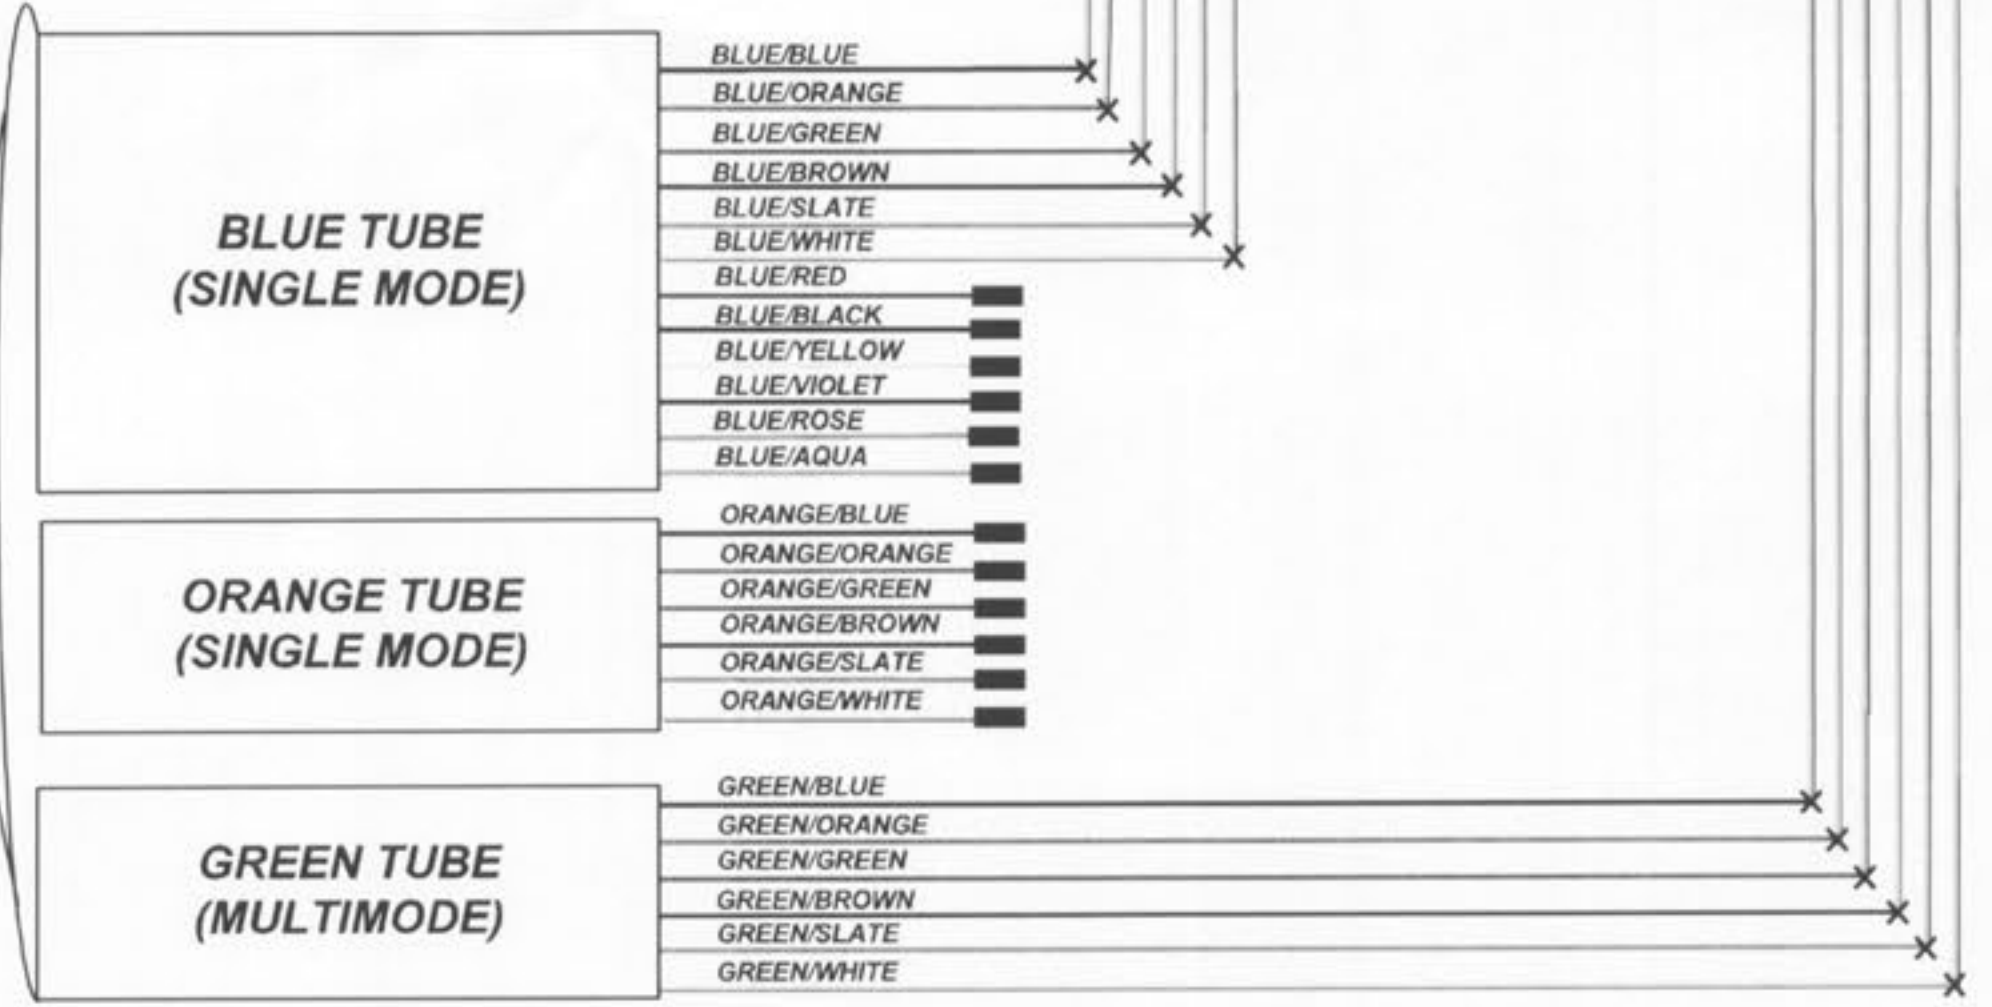 BLUE TUBE
(SINGLE MODE)
BLUE/BLUE
BLUE/ORANGE
BLUE/GREEN
BLUE/BROWN
BLUE/SLATE
BLUE/WHITE
BLUE/RED
BLUE/BLACK
BLUE/YELLOW
BLUE/VIOLET
BLUE/ROSE
BLUE/AQUA
ORANGE TUBE
(SINGLE MODE)
ORANGE/BLUE
ORANGE/ORANGE
ORANGE/GREEN
ORANGE/BROWN
ORANGE/SLATE
ORANGE/WHITE
GREEN TUBE
(MULTIMODE)
GREEN/BLUE
GREEN/ORANGE
GREEN/GREEN
GREEN/BROWN
GREEN/SLATE
GREEN/WHITE